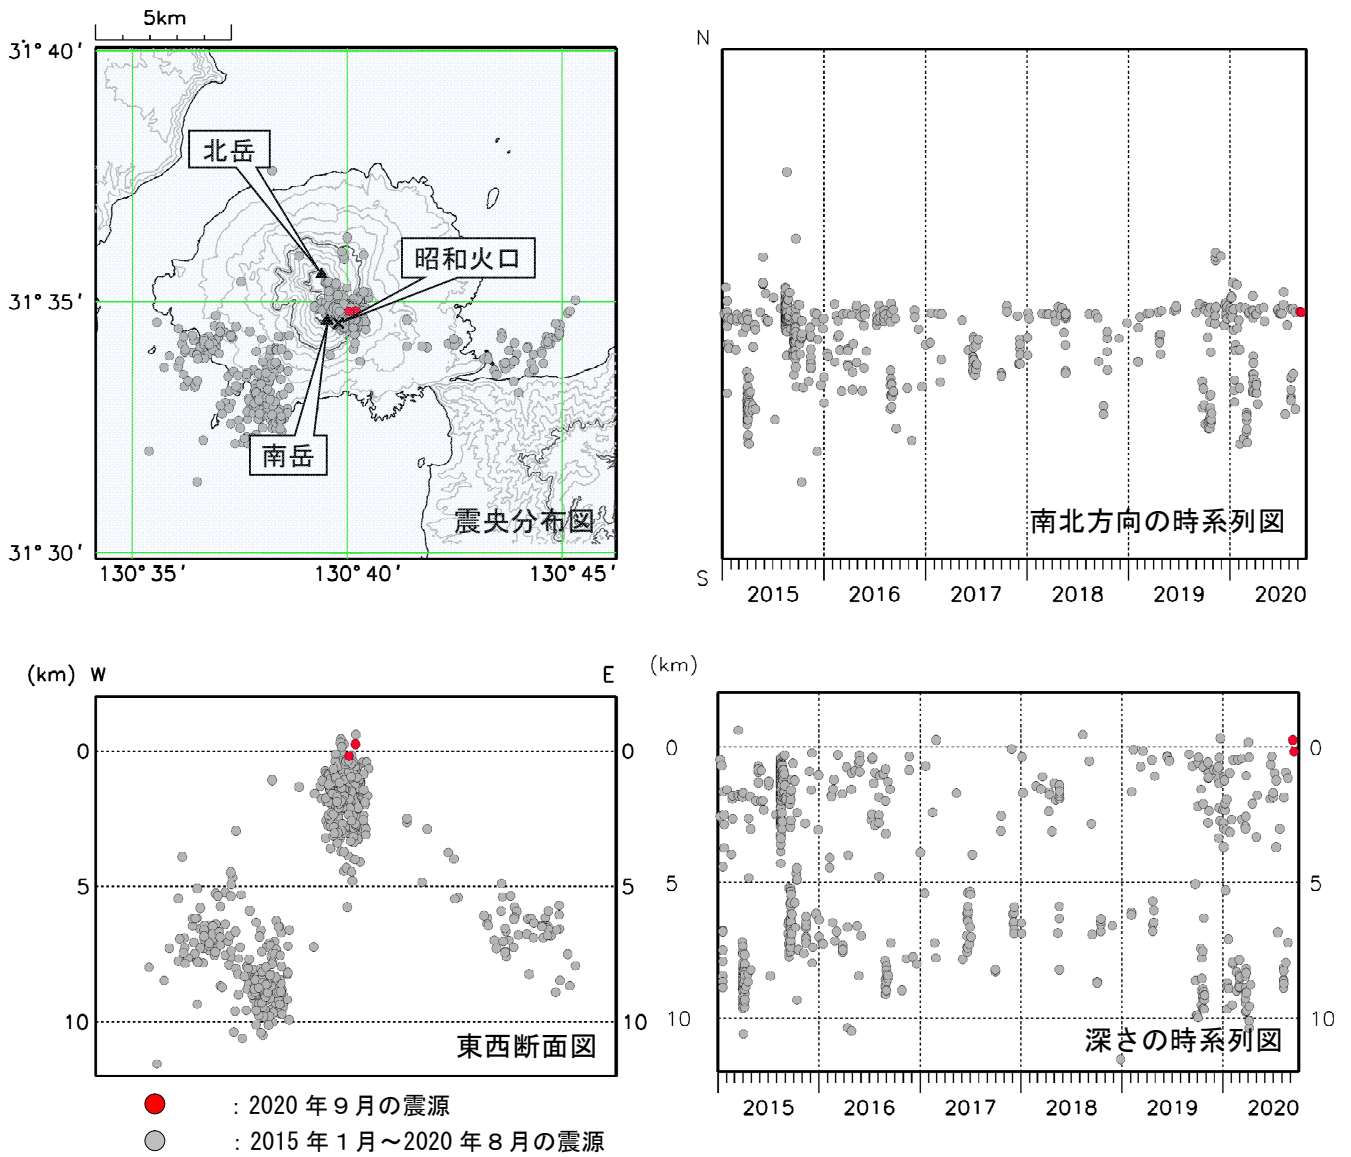 5km
31°40′
北岳
昭和火口
31°35′
南岳
震央分布図
31°30′
130°35′
130°40′
130°45′
N
南北方向の時系列図
S
2015
2016
2017
2018
2019
2020
(km) W
E
0
0
5
5
10
10
東西断面図
(km)
0
0
5
5
10
10
深さの時系列図
2015
2016
2017
2018
2019
2020
：2020 年９月の震源
：2015 年１月～2020 年８月の震源